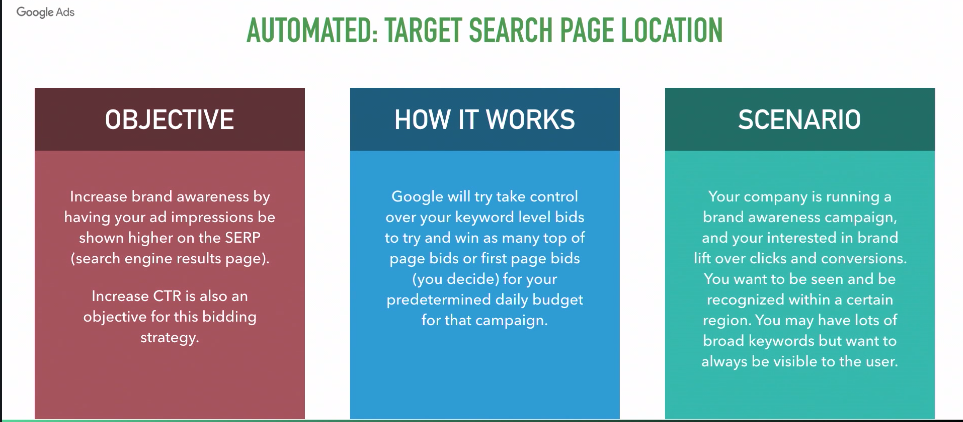 Google Ads
AUTOMATED: TARGET SEARCH PAGE LOCATION
OBJECTIVE
Increase brand awareness by
having your ad impressions be
shown higher on the SERP
(search engine results page).
Increase CTR is also an
objective for this bidding
strategy.
HOW IT WORKS
Google will try take control
over your keyword level bids
to try and win as many top of
page bids or first page bids
(you decide) for your
predetermined daily budget
for that campaign.
SCENARIO
Your company is running a
brand awareness campaign,
and your interested in brand
lift over clicks and conversions.
You want to be seen and be
recognized within a certain
region. You may have lots of
broad keywords but want to
always be visible to the user.